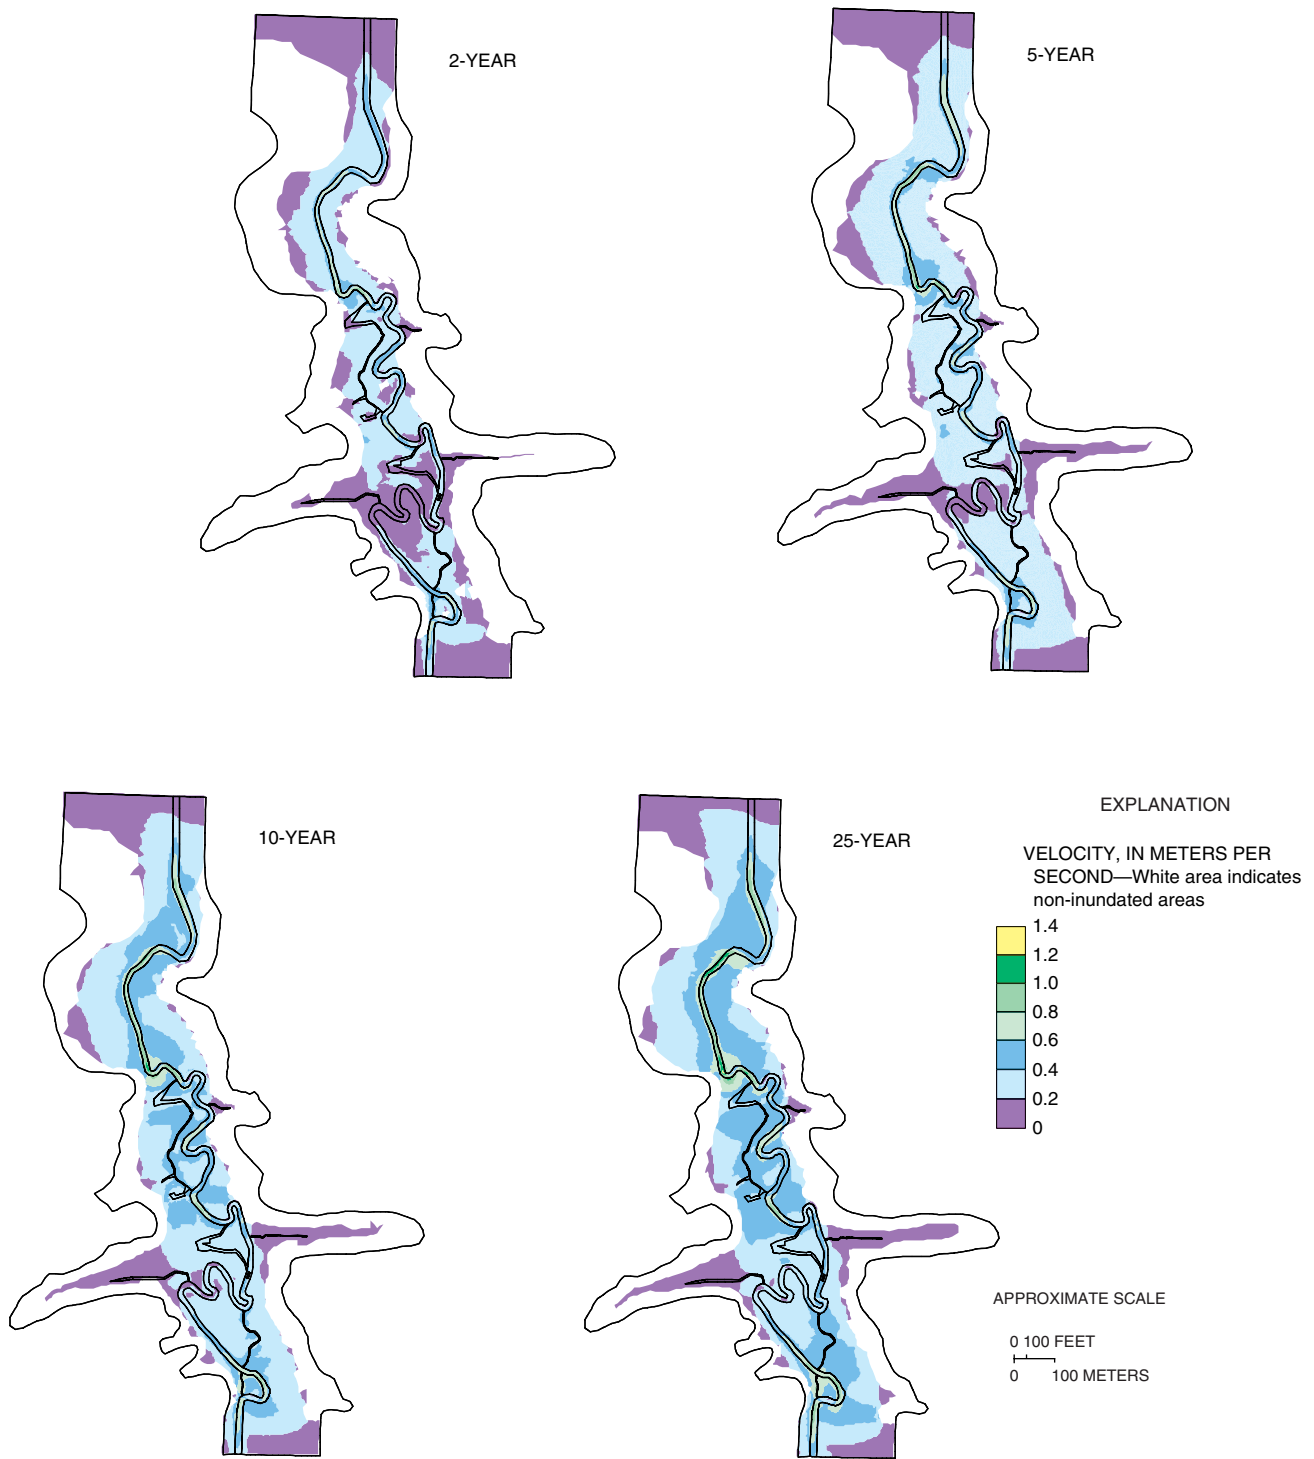 2-YEAR
5-YEAR
10-YEAR
25-YEAR
EXPLANATION
VELOCITY, IN METERS PER
SECOND—White area indicates
non-inundated areas
1.4
1.2
1.0
0.8
0.6
0.4
0.2
0
APPROXIMATE SCALE
0 100 FEET
0 100 METERS